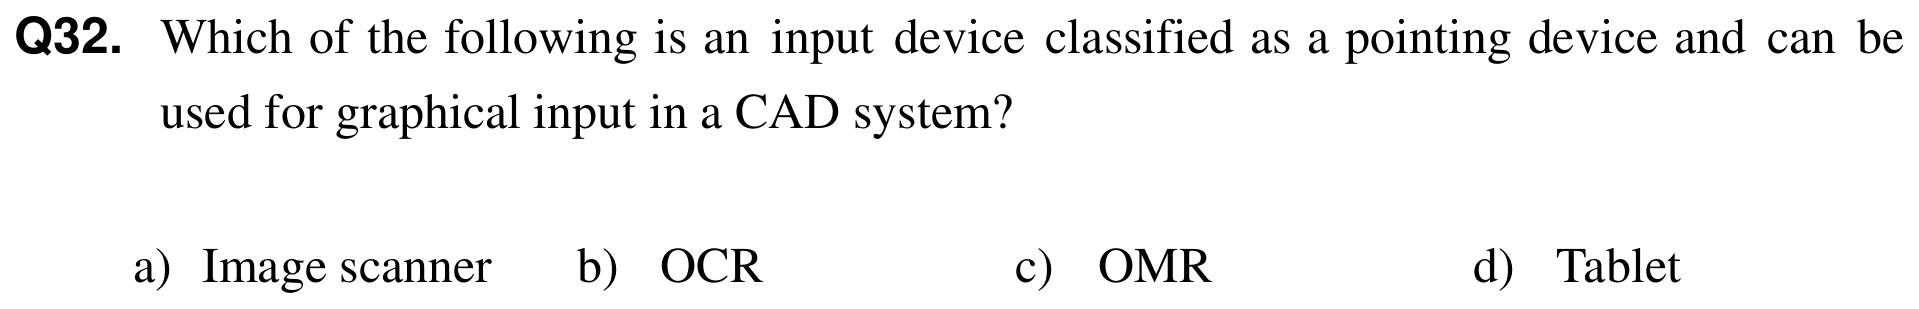 Q32. Which of the following is an input device classified as a pointing device and can be
used for graphical input in a CAD system?
a) Image scanner b) OCR c) OMR d) Tablet